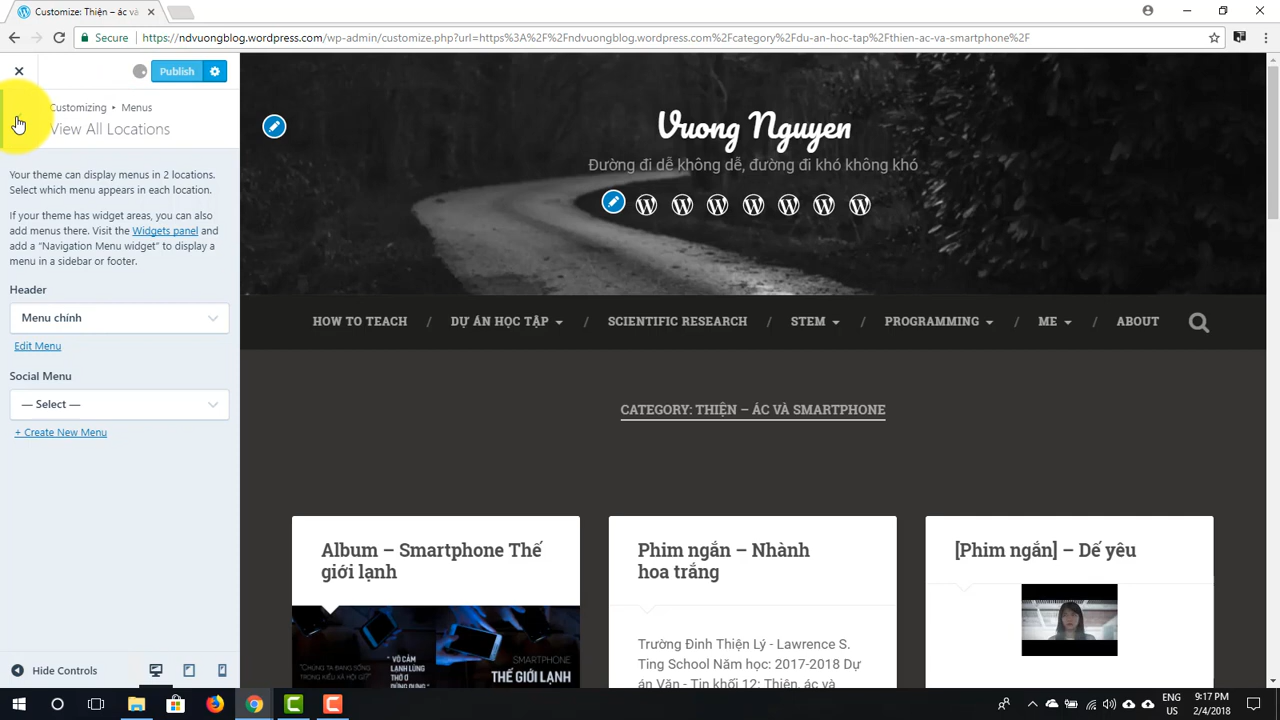 Customize: Thiện – ác và
Secure
https://ndvuongblog.wordpress.com/wp-admin/customize.php?url=https%3A%2F%2Fndvuongblog.wordpress.com%2Fcategory%2Fdu-an-hoc-tap%2Fthien-ac-va-smartphone%2F
Publish
Customizing ▸ Menus
View All Locations
Your theme can display menus in 2 locations.
Select which menu appears in each location.
If your theme has widget areas, you can also
add menus there. Visit the Widgets panel and
add a “Navigation Menu widget” to display a
menu in a sidebar or footer.
Header
Menu chính
Edit Menu
Social Menu
— Select —
+ Create New Menu
Hide Controls
Vuong Nguyen
Đường đi dễ không dễ, đường đi khó không khó
HOW TO TEACH / DỰ ÁN HỌC TẬP / SCIENTIFIC RESEARCH / STEM / PROGRAMMING / ME / ABOUT
CATEGORY: THIỆN – ÁC VÀ SMARTPHONE
Album – Smartphone Thế
giới lạnh
SMARTPHONE
THẾ GIỚI LẠNH
" VÔ CẢM
LẠNH LÙNG
THỜ Ơ
Phim ngắn – Nhành
hoa trắng
Trường Đinh Thiện Lý - Lawrence S.
Ting School Năm học: 2017-2018 Dự
án Văn - Tin khối 12: Thiện, ác và
[Phim ngắn] – Dế yêu
ENG
US
9:17 PM
2/4/2018